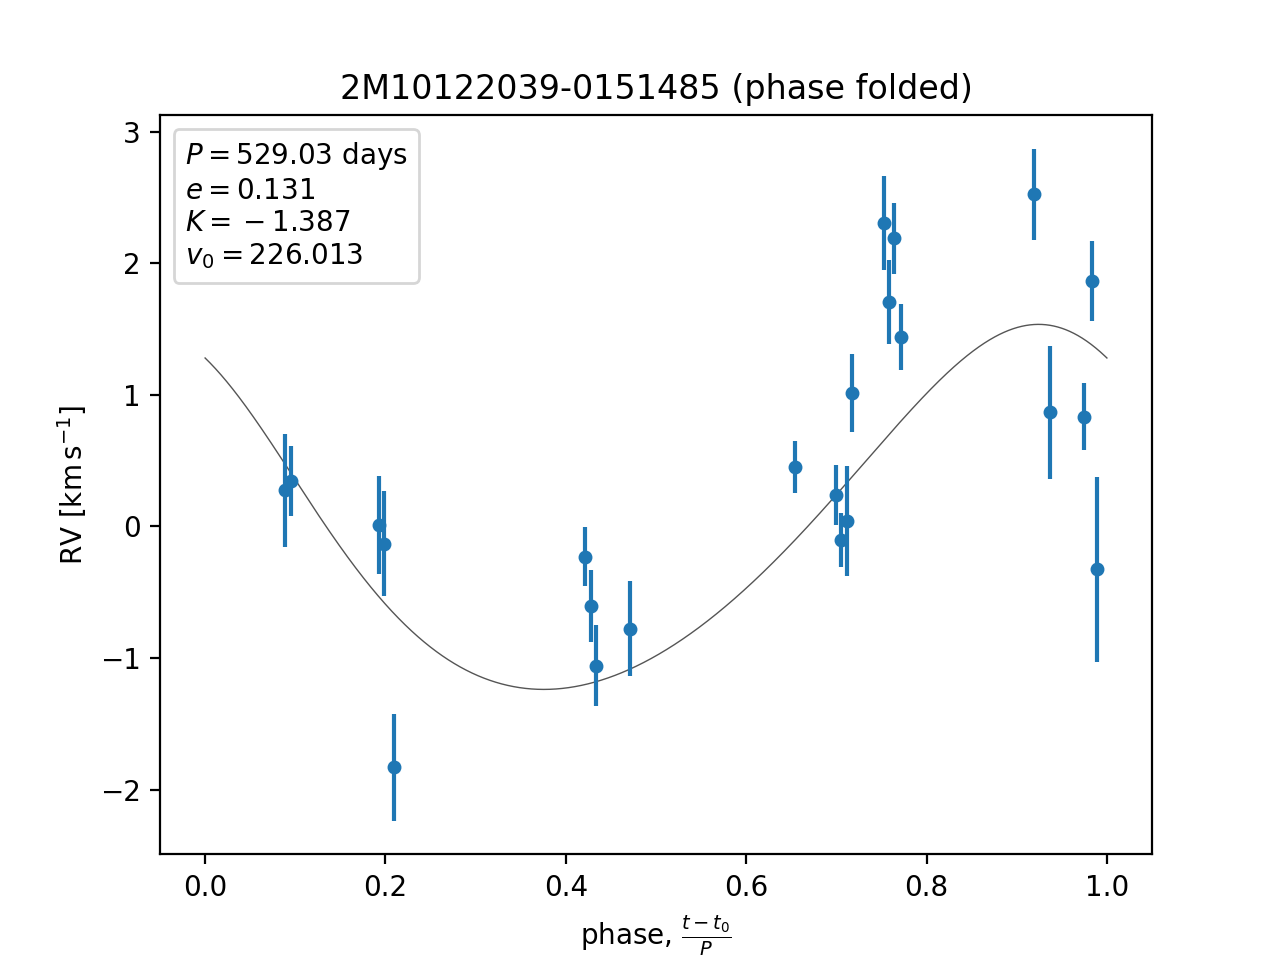 2M10122039-0151485 (phase folded)
P = 529.03 days
e = 0.131
K = −1.387
v₀ = 226.013
RV [km s⁻¹]
3
2
1
0
−1
−2
0.0 0.2 0.4 0.6 0.8 1.0
phase, (t − t₀)/P